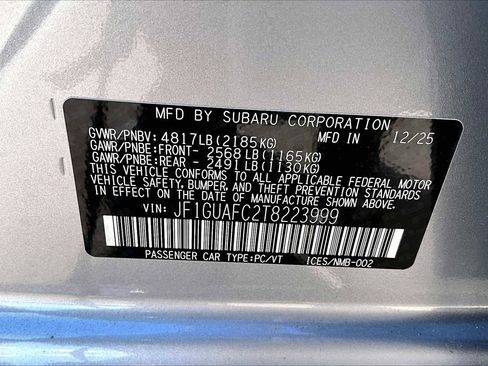 MFD BY SUBARU CORPORATION
GVWR/PNBV: 4817LB(2185KG) MFD IN 12/25
GAWR/PNBE:FRONT- 2568LB(1165KG)
GAWR/PNBE:REAR - 2491LB(1130KG)
THIS VEHICLE CONFORMS TO ALL APPLICABLE FEDERAL MOTOR
VEHICLE SAFETY, BUMPER, AND THEFT PREVENTION STANDARDS
IN EFFECT ON THE DATE OF MANUFACTURE SHOWN ABOVE.
VIN: JF1GUAFC2T8223999
PASSENGER CAR TYPE:PC/VT ICES/NMB-002